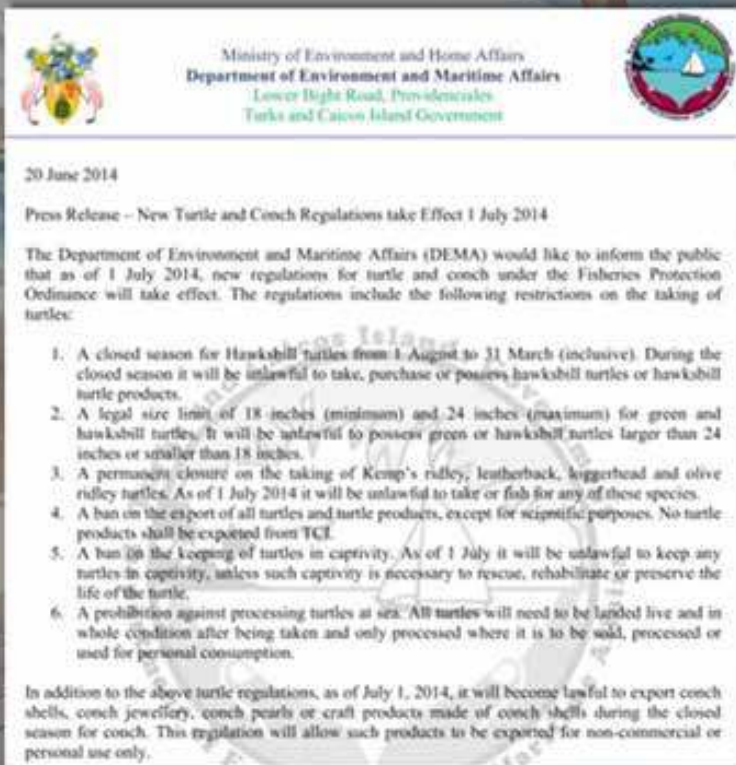 Ministry of Environment and Home Affairs
Department of Environment and Maritime Affairs
Lower Bight Road, Providenciales
Turks and Caicos Island Government
20 June 2014
Press Release – New Turtle and Conch Regulations take Effect 1 July 2014
The Department of Environment and Maritime Affairs (DEMA) would like to inform the public
that as of 1 July 2014, new regulations for turtle and conch under the Fisheries Protection
Ordinance will take effect. The regulations include the following restrictions on the taking of
turtles:
1. A closed season for Hawksbill turtles from 1 August to 31 March (inclusive). During the
closed season it will be unlawful to take, purchase or possess hawksbill turtles or hawksbill
turtle products.
2. A legal size limit of 18 inches (minimum) and 24 inches (maximum) for green and
hawksbill turtles. It will be unlawful to possess green or hawksbill turtles larger than 24
inches or smaller than 18 inches.
3. A permanent closure on the taking of Kemp's ridley, leatherback, loggerhead and olive
ridley turtles. As of 1 July 2014 it will be unlawful to take or fish for any of these species.
4. A ban on the export of all turtles and turtle products, except for scientific purposes. No turtle
products shall be exported from TCI.
5. A ban on the keeping of turtles in captivity. As of 1 July it will be unlawful to keep any
turtles in captivity, unless such captivity is necessary to rescue, rehabilitate or preserve the
life of the turtle.
6. A prohibition against processing turtles at sea. All turtles will need to be landed live and in
whole condition after being taken and only processed where it is to be sold, processed or
used for personal consumption.
In addition to the above turtle regulations, as of July 1, 2014, it will become lawful to export conch
shells, conch jewellery, conch pearls or craft products made of conch shells during the closed
season for conch. This regulation will allow such products to be exported for non-commercial or
personal use only.